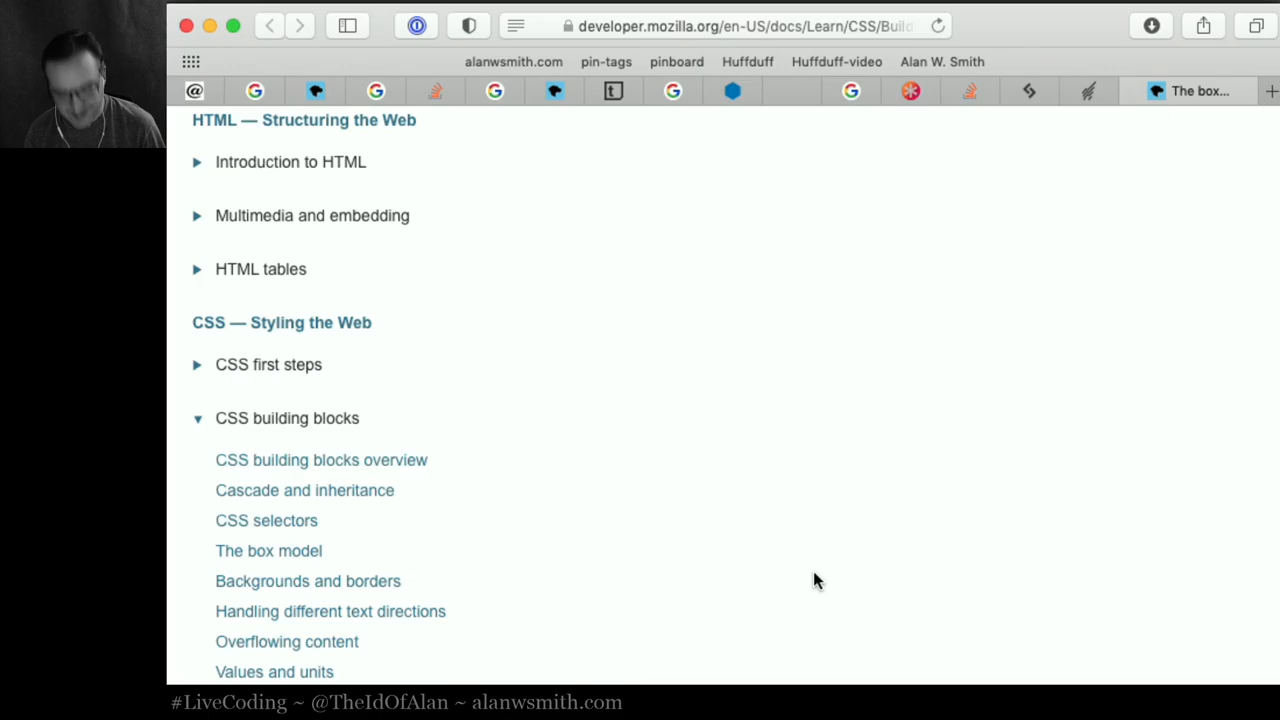 developer.mozilla.org/en-US/docs/Learn/CSS/Build
alanwsmith.com pin-tags pinboard Huffduff Huffduff-video Alan W. Smith
The box...
HTML — Structuring the Web
Introduction to HTML
Multimedia and embedding
HTML tables
CSS — Styling the Web
CSS first steps
CSS building blocks
CSS building blocks overview
Cascade and inheritance
CSS selectors
The box model
Backgrounds and borders
Handling different text directions
Overflowing content
Values and units
#LiveCoding ~ @TheIdOfAlan ~ alanwsmith.com